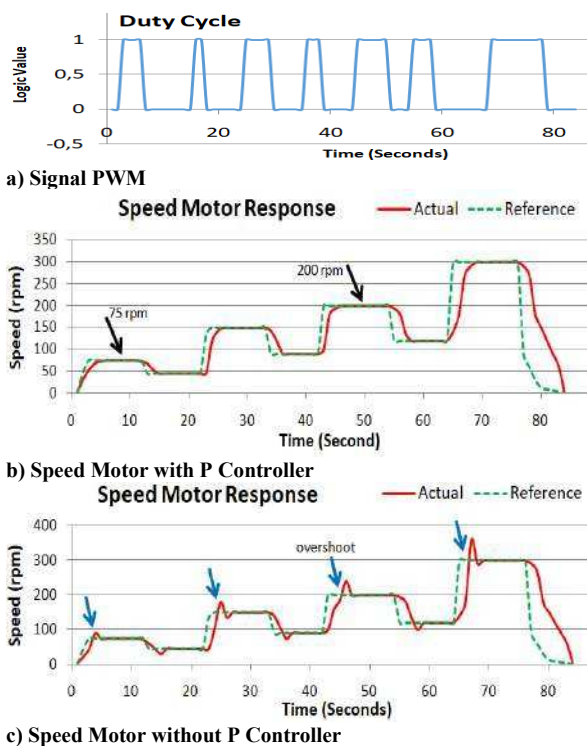 Duty Cycle
Logic Value
1
0,5
0
-0,5
0 20 40 60 80
Time (Seconds)
a) Signal PWM
Speed Motor Response
Actual Reference
Speed (rpm)
350
300
250
200
150
100
50
0
75 rpm
200 rpm
0 10 20 30 40 50 60 70 80
Time (Second)
b) Speed Motor with P Controller
Speed Motor Response
Actual Reference
Speed (rpm)
400
300
200
100
0
overshoot
0 10 20 30 40 50 60 70 80
Time (Seconds)
c) Speed Motor without P Controller